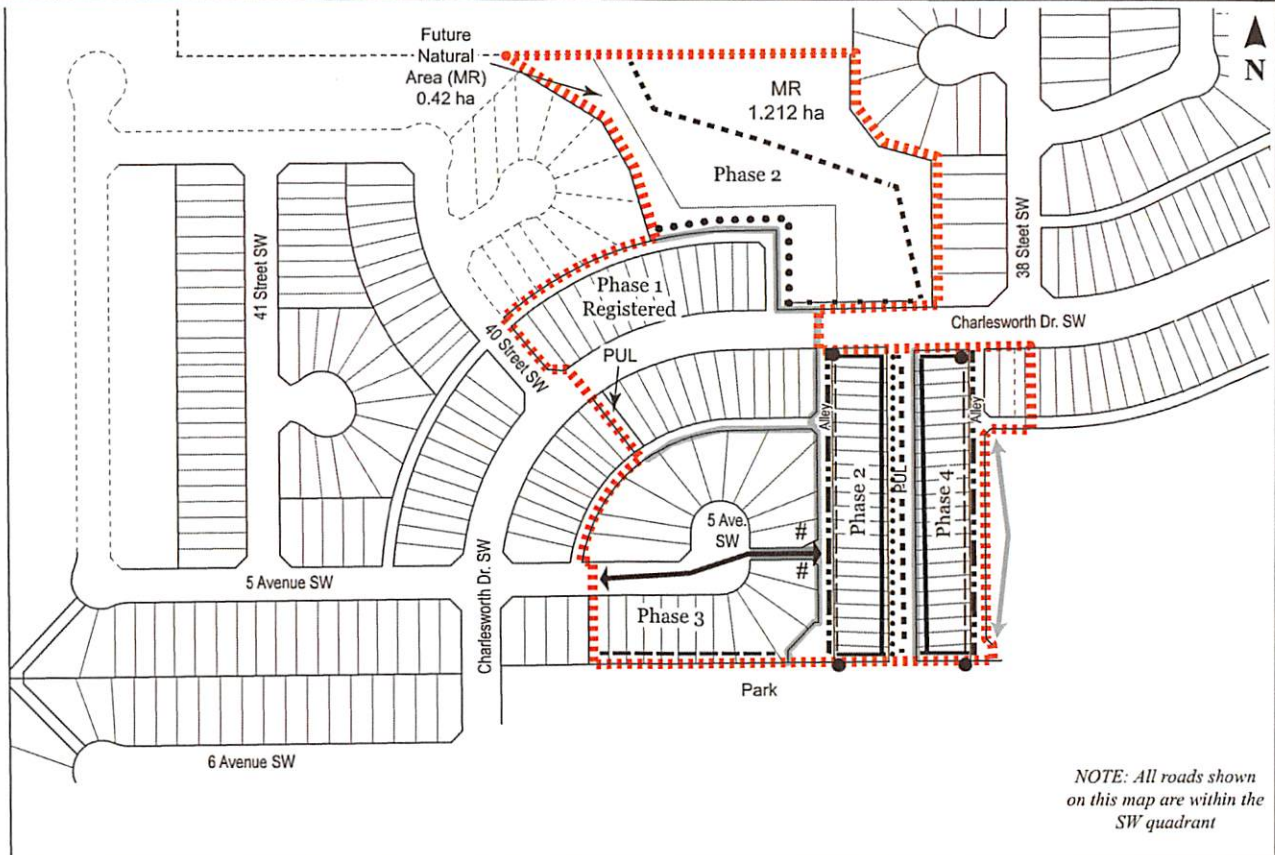 Future
Natural
Area (MR)
0.42 ha
MR
1.212 ha
N
Phase 2
38 Steet SW
41 Street SW
Phase 1
Registered
40 Street SW
PUL
Charlesworth Dr. SW
Alley
Phase 2
PUL
Phase 4
Alley
5 Ave.
SW
#
#
5 Avenue SW
Charlesworth Dr. SW
Phase 3
Park
6 Avenue SW
NOTE: All roads shown
on this map are within the
SW quadrant